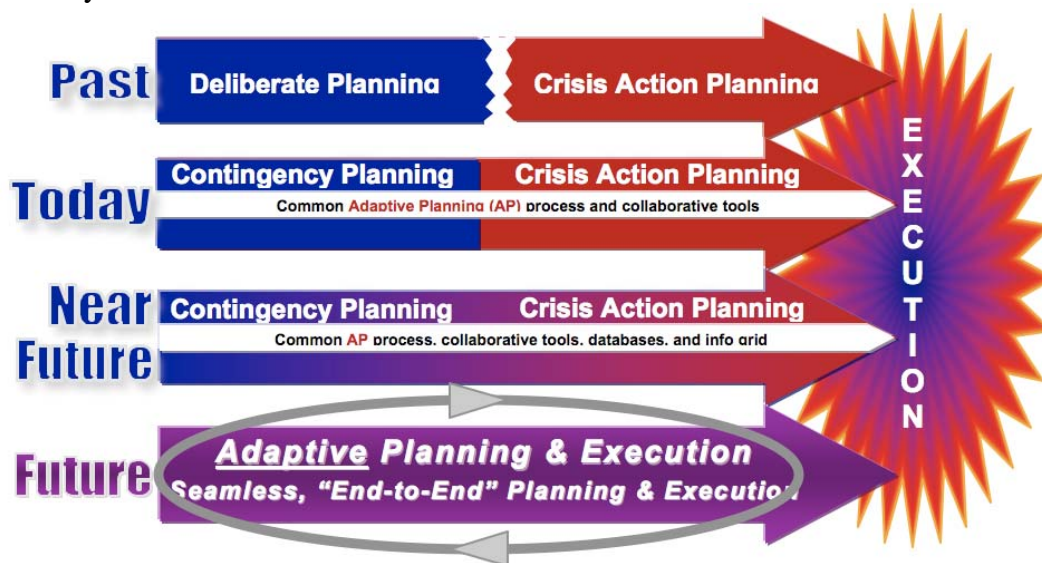 Past
Deliberate Planning
Crisis Action Planning
Today
Contingency Planning
Crisis Action Planning
Common Adaptive Planning (AP) process and collaborative tools
Near
Future
Contingency Planning
Crisis Action Planning
Common AP process, collaborative tools, databases, and info grid
Future
Adaptive Planning & Execution
Seamless, “End-to-End” Planning & Execution
EXECUTION